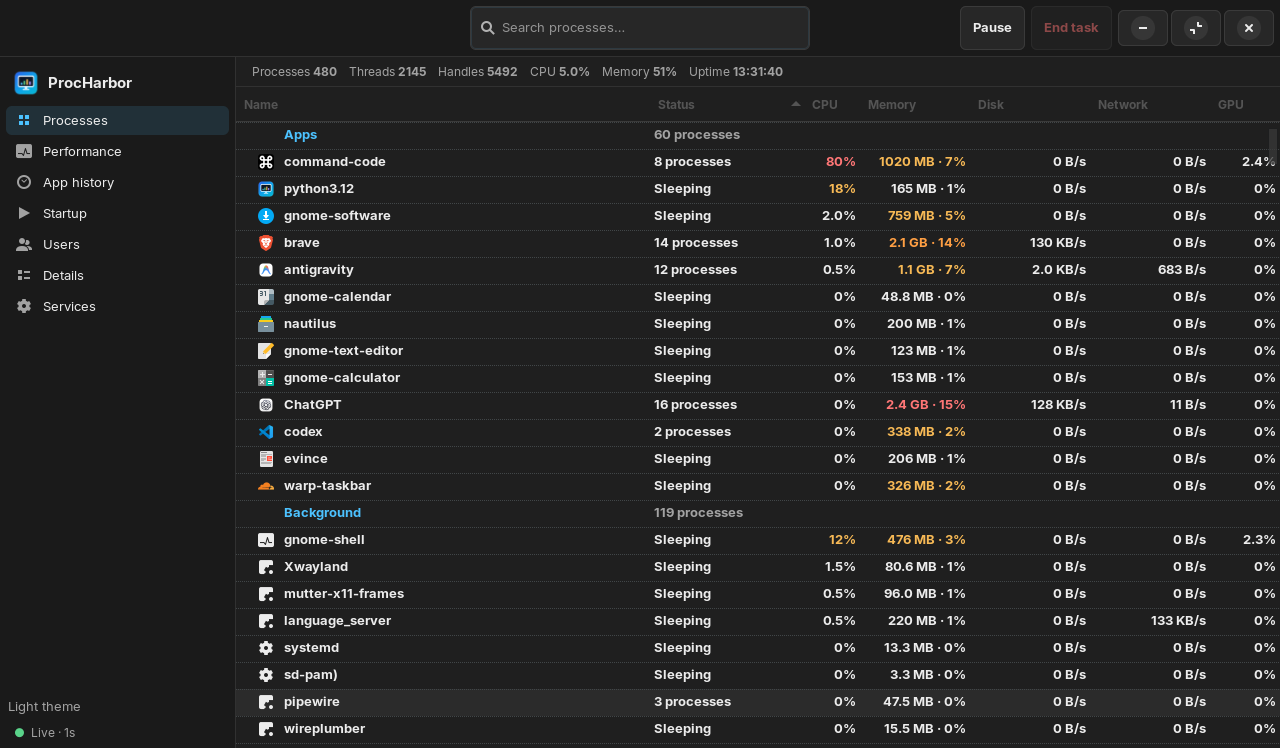 Search processes…
Pause
End task
ProcHarbor
Processes
Performance
App history
Startup
Users
Details
Services
Light theme
Live · 1s
Processes 480 Threads 2145 Handles 5492 CPU 5.0% Memory 51% Uptime 13:31:40
Name Status CPU Memory Disk Network GPU
Apps 60 processes
command-code 8 processes 80% 1020 MB · 7% 0 B/s 0 B/s 2.4%
python3.12 Sleeping 18% 165 MB · 1% 0 B/s 0 B/s 0%
gnome-software Sleeping 2.0% 759 MB · 5% 0 B/s 0 B/s 0%
brave 14 processes 1.0% 2.1 GB · 14% 130 KB/s 0 B/s 0%
antigravity 12 processes 0.5% 1.1 GB · 7% 2.0 KB/s 683 B/s 0%
gnome-calendar Sleeping 0% 48.8 MB · 0% 0 B/s 0 B/s 0%
nautilus Sleeping 0% 200 MB · 1% 0 B/s 0 B/s 0%
gnome-text-editor Sleeping 0% 123 MB · 1% 0 B/s 0 B/s 0%
gnome-calculator Sleeping 0% 153 MB · 1% 0 B/s 0 B/s 0%
ChatGPT 16 processes 0% 2.4 GB · 15% 128 KB/s 11 B/s 0%
codex 2 processes 0% 338 MB · 2% 0 B/s 0 B/s 0%
evince Sleeping 0% 206 MB · 1% 0 B/s 0 B/s 0%
warp-taskbar Sleeping 0% 326 MB · 2% 0 B/s 0 B/s 0%
Background 119 processes
gnome-shell Sleeping 12% 476 MB · 3% 0 B/s 0 B/s 2.3%
Xwayland Sleeping 1.5% 80.6 MB · 1% 0 B/s 0 B/s 0%
mutter-x11-frames Sleeping 0.5% 96.0 MB · 1% 0 B/s 0 B/s 0%
language_server Sleeping 0.5% 220 MB · 1% 0 B/s 133 KB/s 0%
systemd Sleeping 0% 13.3 MB · 0% 0 B/s 0 B/s 0%
sd-pam) Sleeping 0% 3.3 MB · 0% 0 B/s 0 B/s 0%
pipewire 3 processes 0% 47.5 MB · 0% 0 B/s 0 B/s 0%
wireplumber Sleeping 0% 15.5 MB · 0% 0 B/s 0 B/s 0%